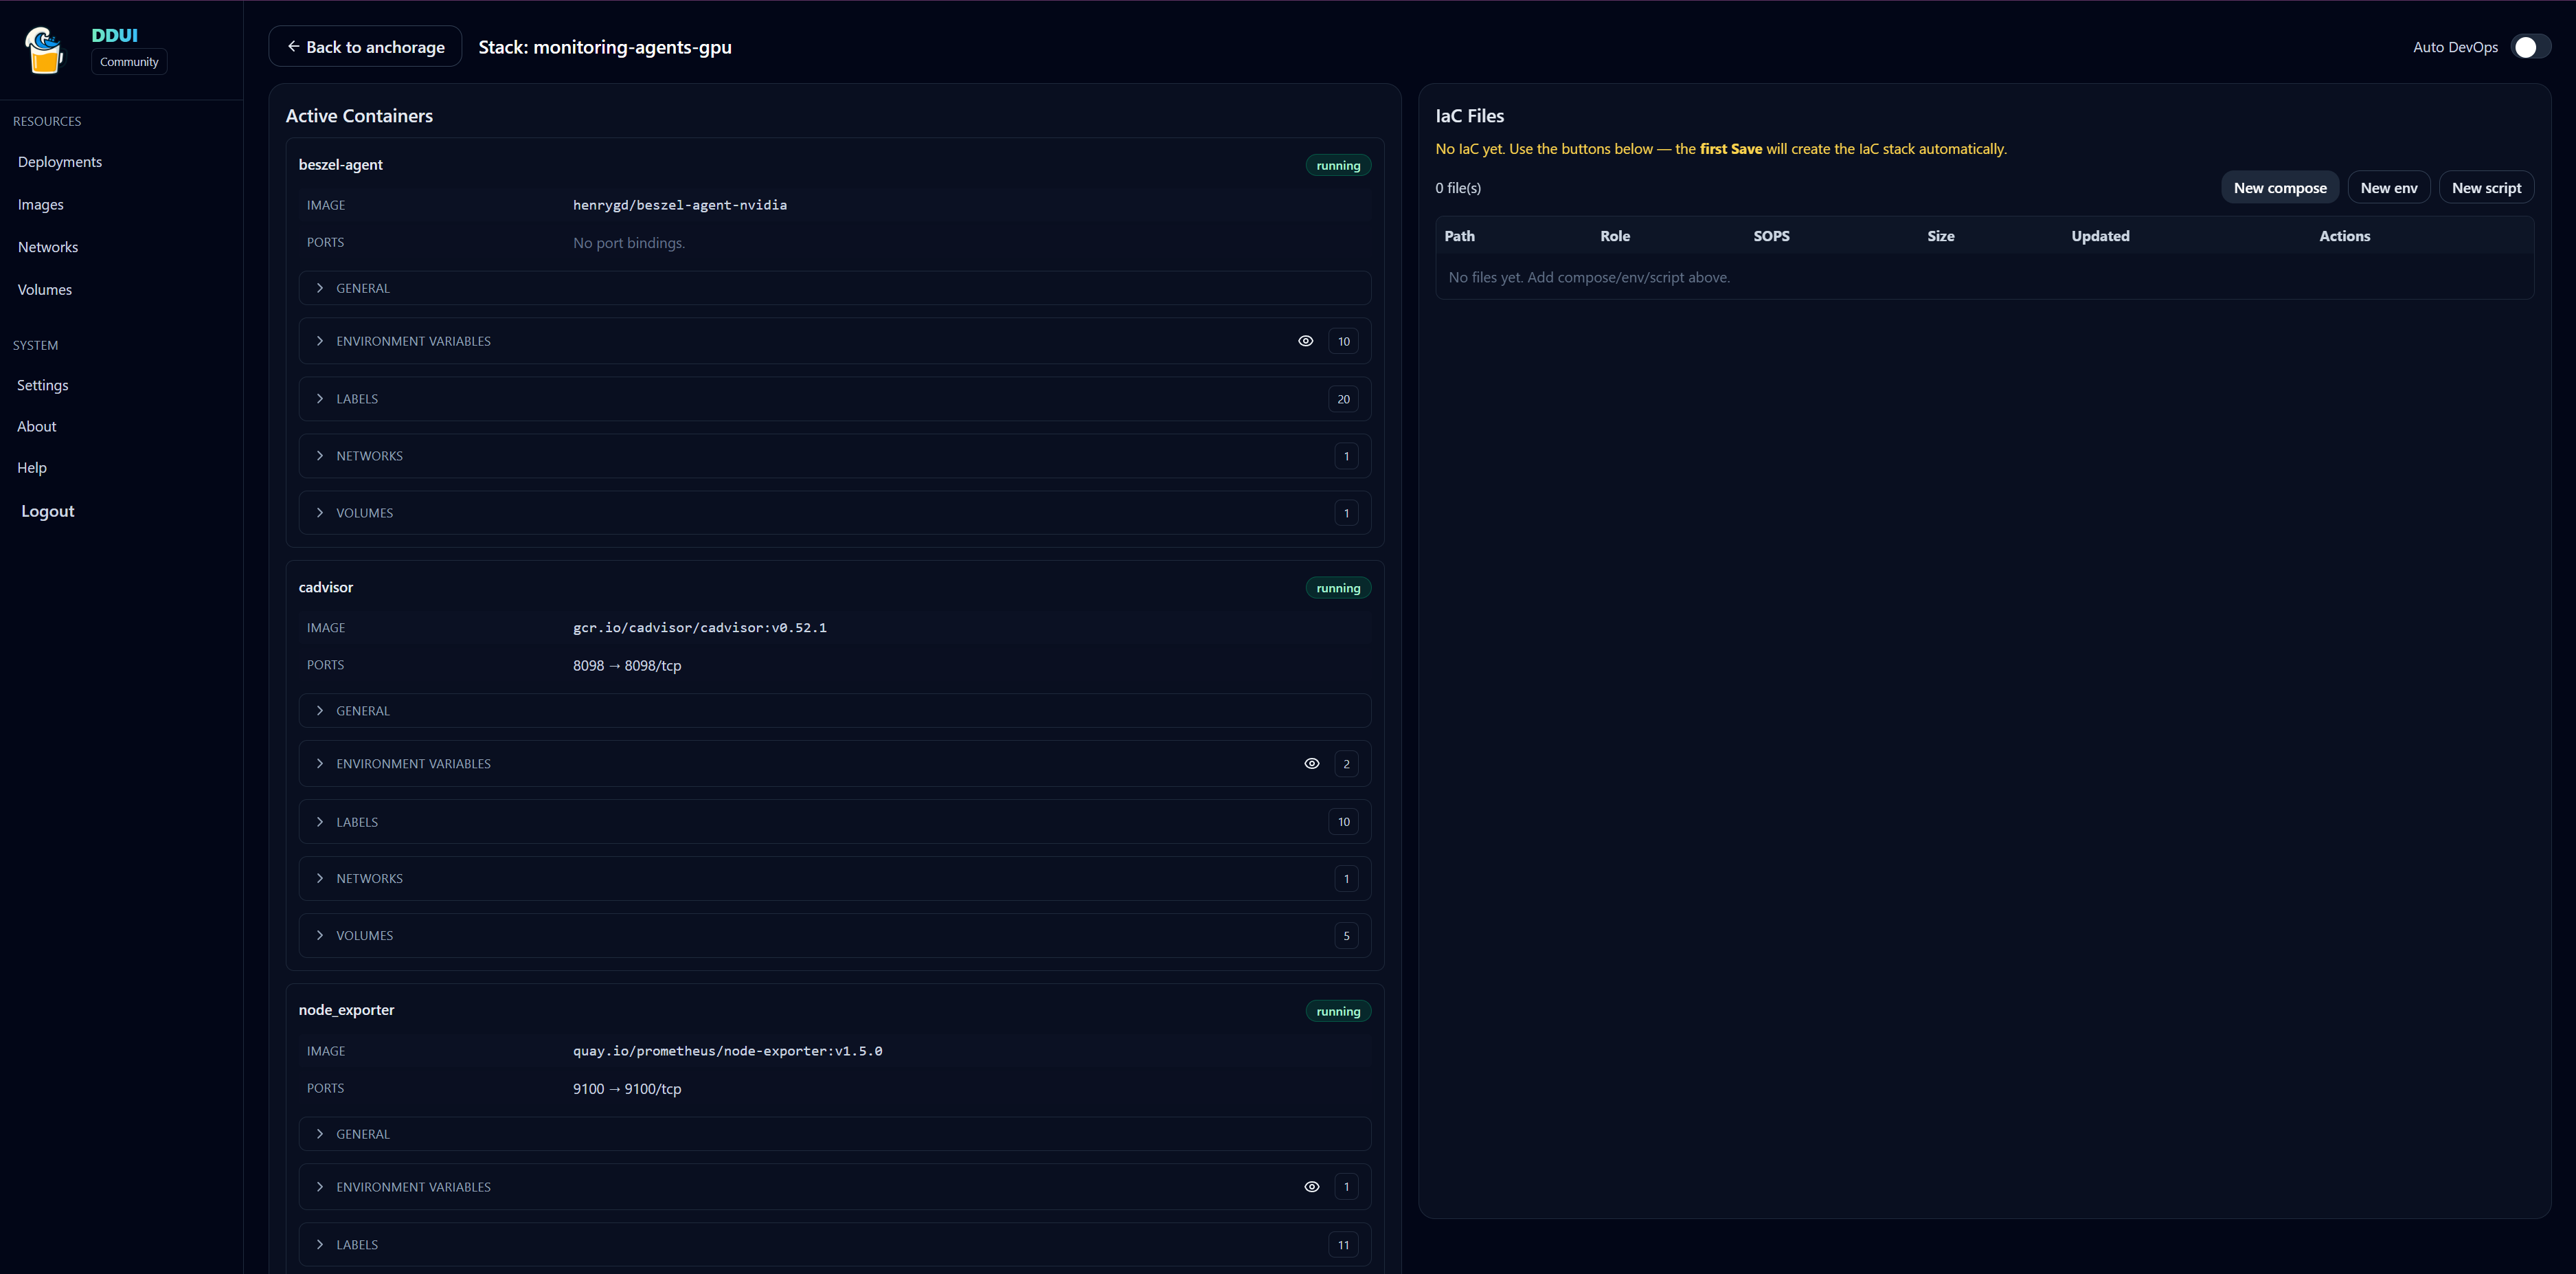 DDUI
Community
RESOURCES
Deployments
Images
Networks
Volumes
SYSTEM
Settings
About
Help
Logout
← Back to anchorage
Stack: monitoring-agents-gpu
Auto DevOps
Active Containers
beszel-agent
running
IMAGE henrygd/beszel-agent-nvidia
PORTS No port bindings.
GENERAL
ENVIRONMENT VARIABLES 10
LABELS 20
NETWORKS 1
VOLUMES 1
cadvisor
running
IMAGE gcr.io/cadvisor/cadvisor:v0.52.1
PORTS 8098 → 8098/tcp
GENERAL
ENVIRONMENT VARIABLES 2
LABELS 10
NETWORKS 1
VOLUMES 5
node_exporter
running
IMAGE quay.io/prometheus/node-exporter:v1.5.0
PORTS 9100 → 9100/tcp
GENERAL
ENVIRONMENT VARIABLES 1
LABELS 11
IaC Files
No IaC yet. Use the buttons below — the first Save will create the IaC stack automatically.
0 file(s)
New compose
New env
New script
Path Role SOPS Size Updated Actions
No files yet. Add compose/env/script above.